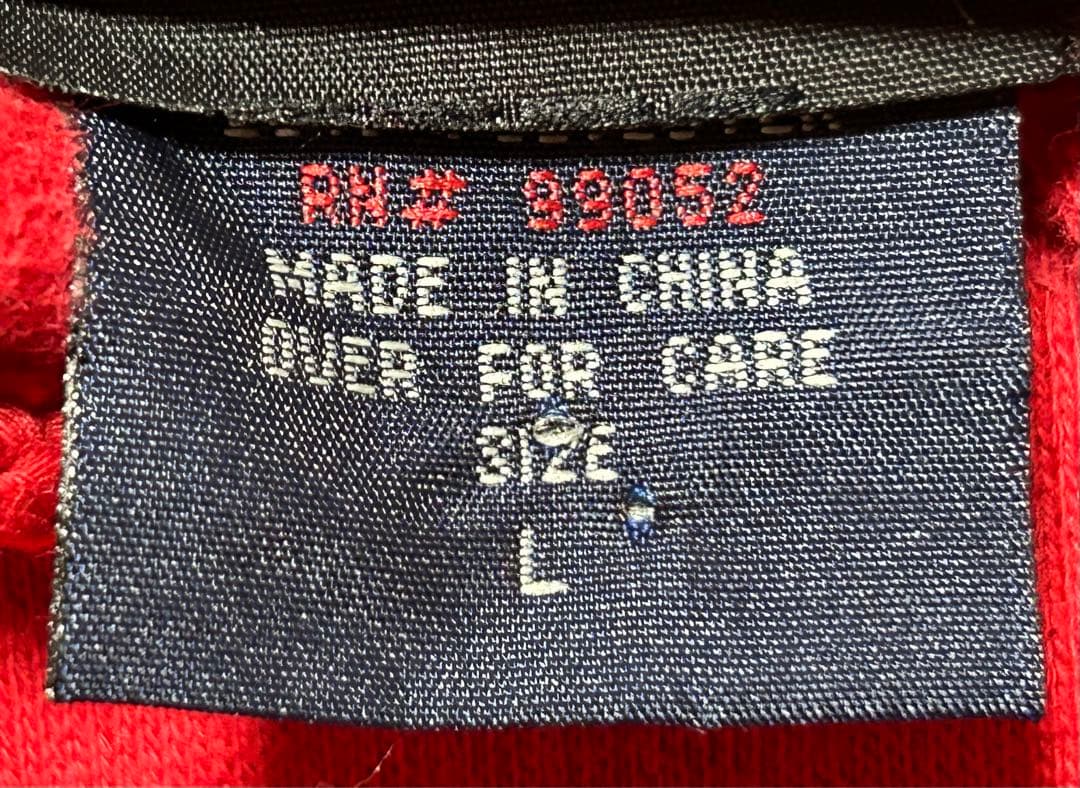 RN# 99052
MADE IN CHINA
OVER FOR CARE
SIZE
L